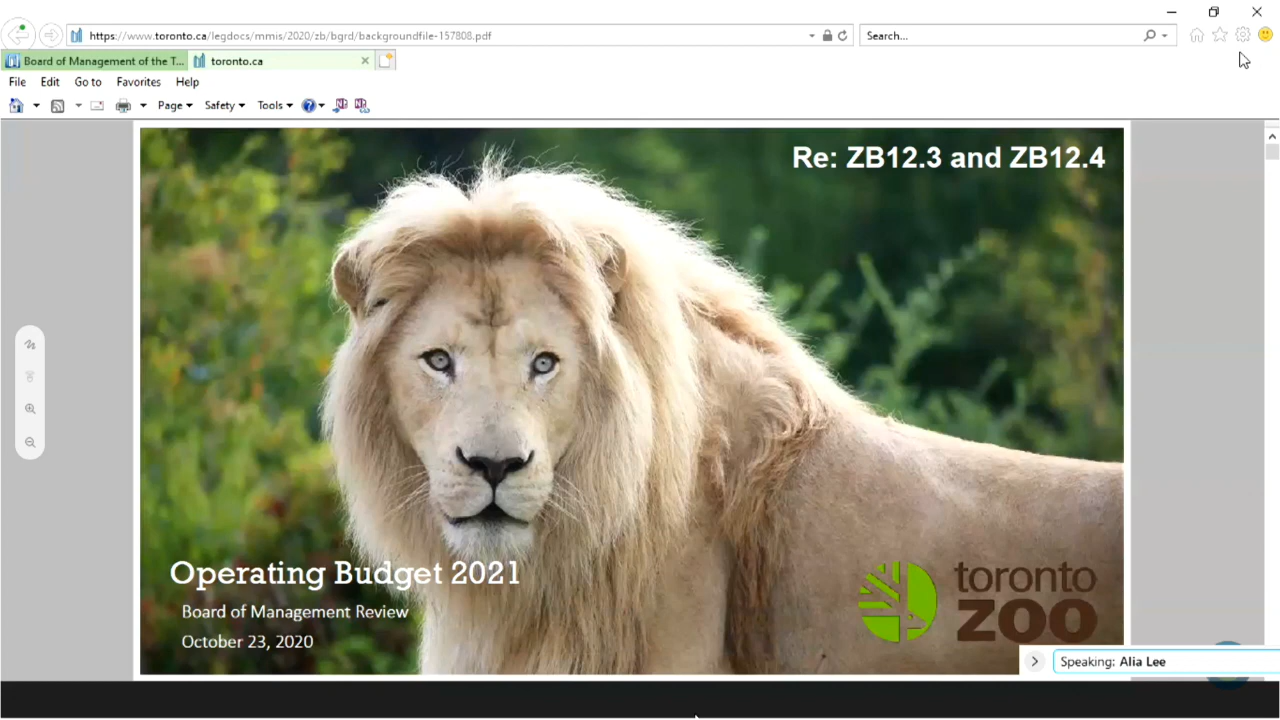 https://www.toronto.ca/legdocs/mmis/2020/zb/bgrd/backgroundfile-157808.pdf
Search...
Board of Management of the T...
toronto.ca
File Edit Go to Favorites Help
Page Safety Tools
Re: ZB12.3 and ZB12.4
Operating Budget 2021
Board of Management Review
October 23, 2020
toronto
zoo
Speaking: Alia Lee